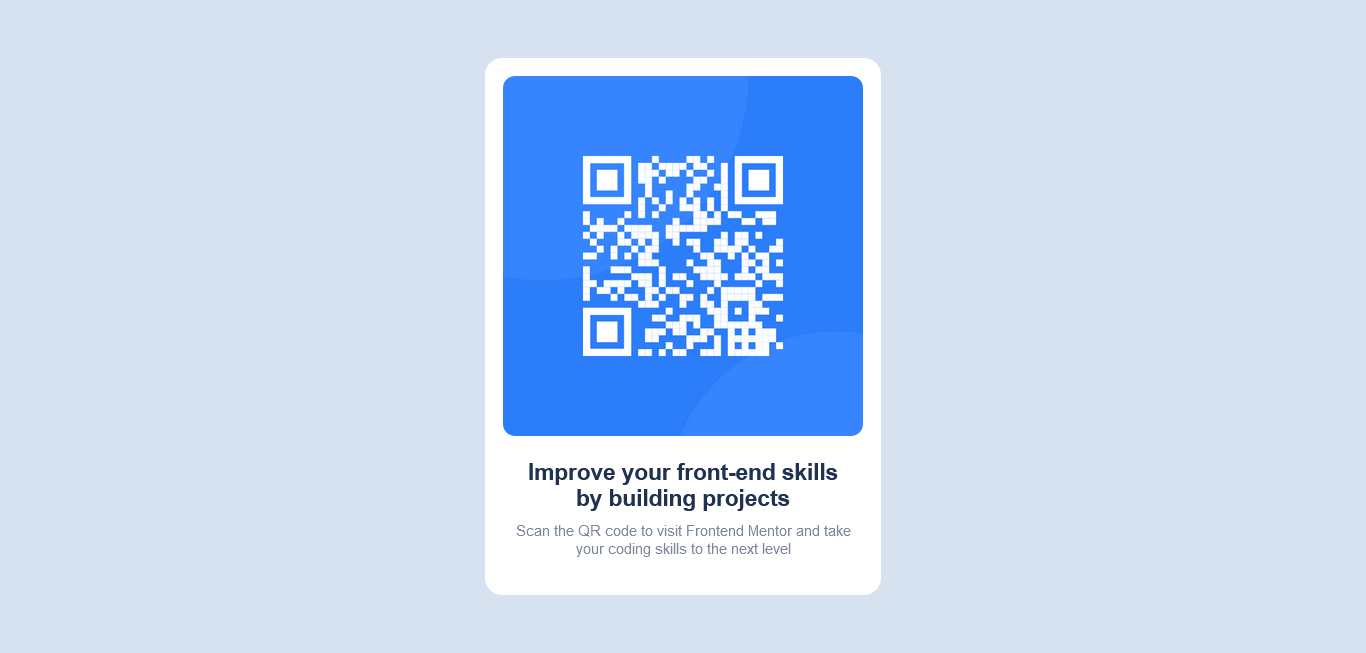 Improve your front-end skills
by building projects
Scan the QR code to visit Frontend Mentor and take
your coding skills to the next level